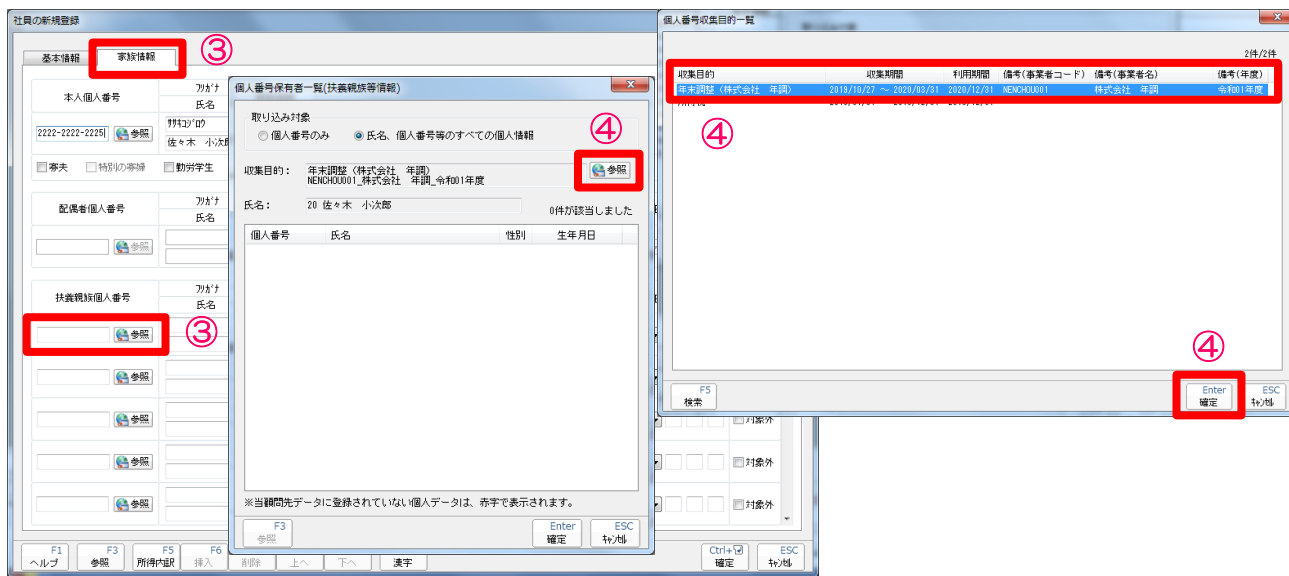 社員の新規登録
基本情報
家族情報
③
本人個人番号
ﾌﾘｶﾞﾅ
氏名
2222-2222-2225
参照
ｻｻｷｺｼﾞﾛｳ
佐々木 小次郎
寡夫
特別の寡婦
勤労学生
配偶者個人番号
ﾌﾘｶﾞﾅ
氏名
参照
扶養親族個人番号
ﾌﾘｶﾞﾅ
氏名
参照
③
参照
参照
対象外
参照
対象外
参照
対象外
F1
ヘルプ
F3
参照
F5
所得内訳
F6
挿入
削除
上へ
下へ
漢字
Ctrl+
確定
ESC
ｷｬﾝｾﾙ
個人番号保有者一覧(扶養親族等情報)
取り込み対象
個人番号のみ
氏名、個人番号等のすべての個人情報
④
収集目的：
年末調整（株式会社 年調）
NENCHOU001_株式会社 年調_令和01年度
参照
氏名：
20 佐々木 小次郎
0件が該当しました
個人番号 氏名 性別 生年月日
※当顧問先データに登録されていない個人データは、赤字で表示されます。
F3
参照
Enter
確定
ESC
ｷｬﾝｾﾙ
個人番号収集目的一覧
2件/2件
収集目的 収集期間 利用期間 備考(事業者コード) 備考(事業者名) 備考(年度)
年末調整（株式会社 年調） 2019/10/27 ～ 2020/03/31 2020/12/31 NENCHOU001 株式会社 年調 令和01年度
④
④
F5
検索
Enter
確定
ESC
ｷｬﾝｾﾙ